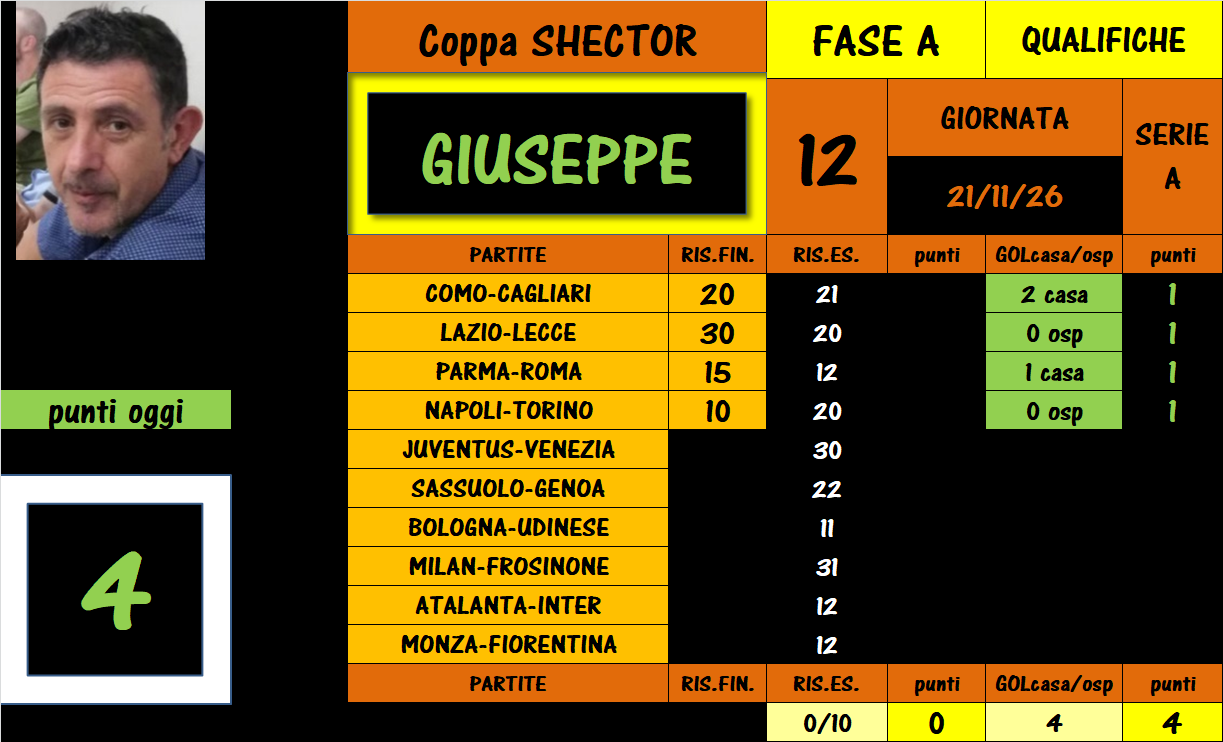 Coppa SHECTOR
FASE A
QUALIFICHE
GIUSEPPE
12
GIORNATA
21/11/26
SERIE
A
PARTITE RIS.FIN. RIS.ES. punti GOLcasa/osp punti
COMO-CAGLIARI 20 21 2 casa 1
LAZIO-LECCE 30 20 0 osp 1
PARMA-ROMA 15 12 1 casa 1
NAPOLI-TORINO 10 20 0 osp 1
JUVENTUS-VENEZIA 30
SASSUOLO-GENOA 22
BOLOGNA-UDINESE 11
MILAN-FROSINONE 31
ATALANTA-INTER 12
MONZA-FIORENTINA 12
PARTITE RIS.FIN. RIS.ES. punti GOLcasa/osp punti
0/10 0 4 4
punti oggi
4